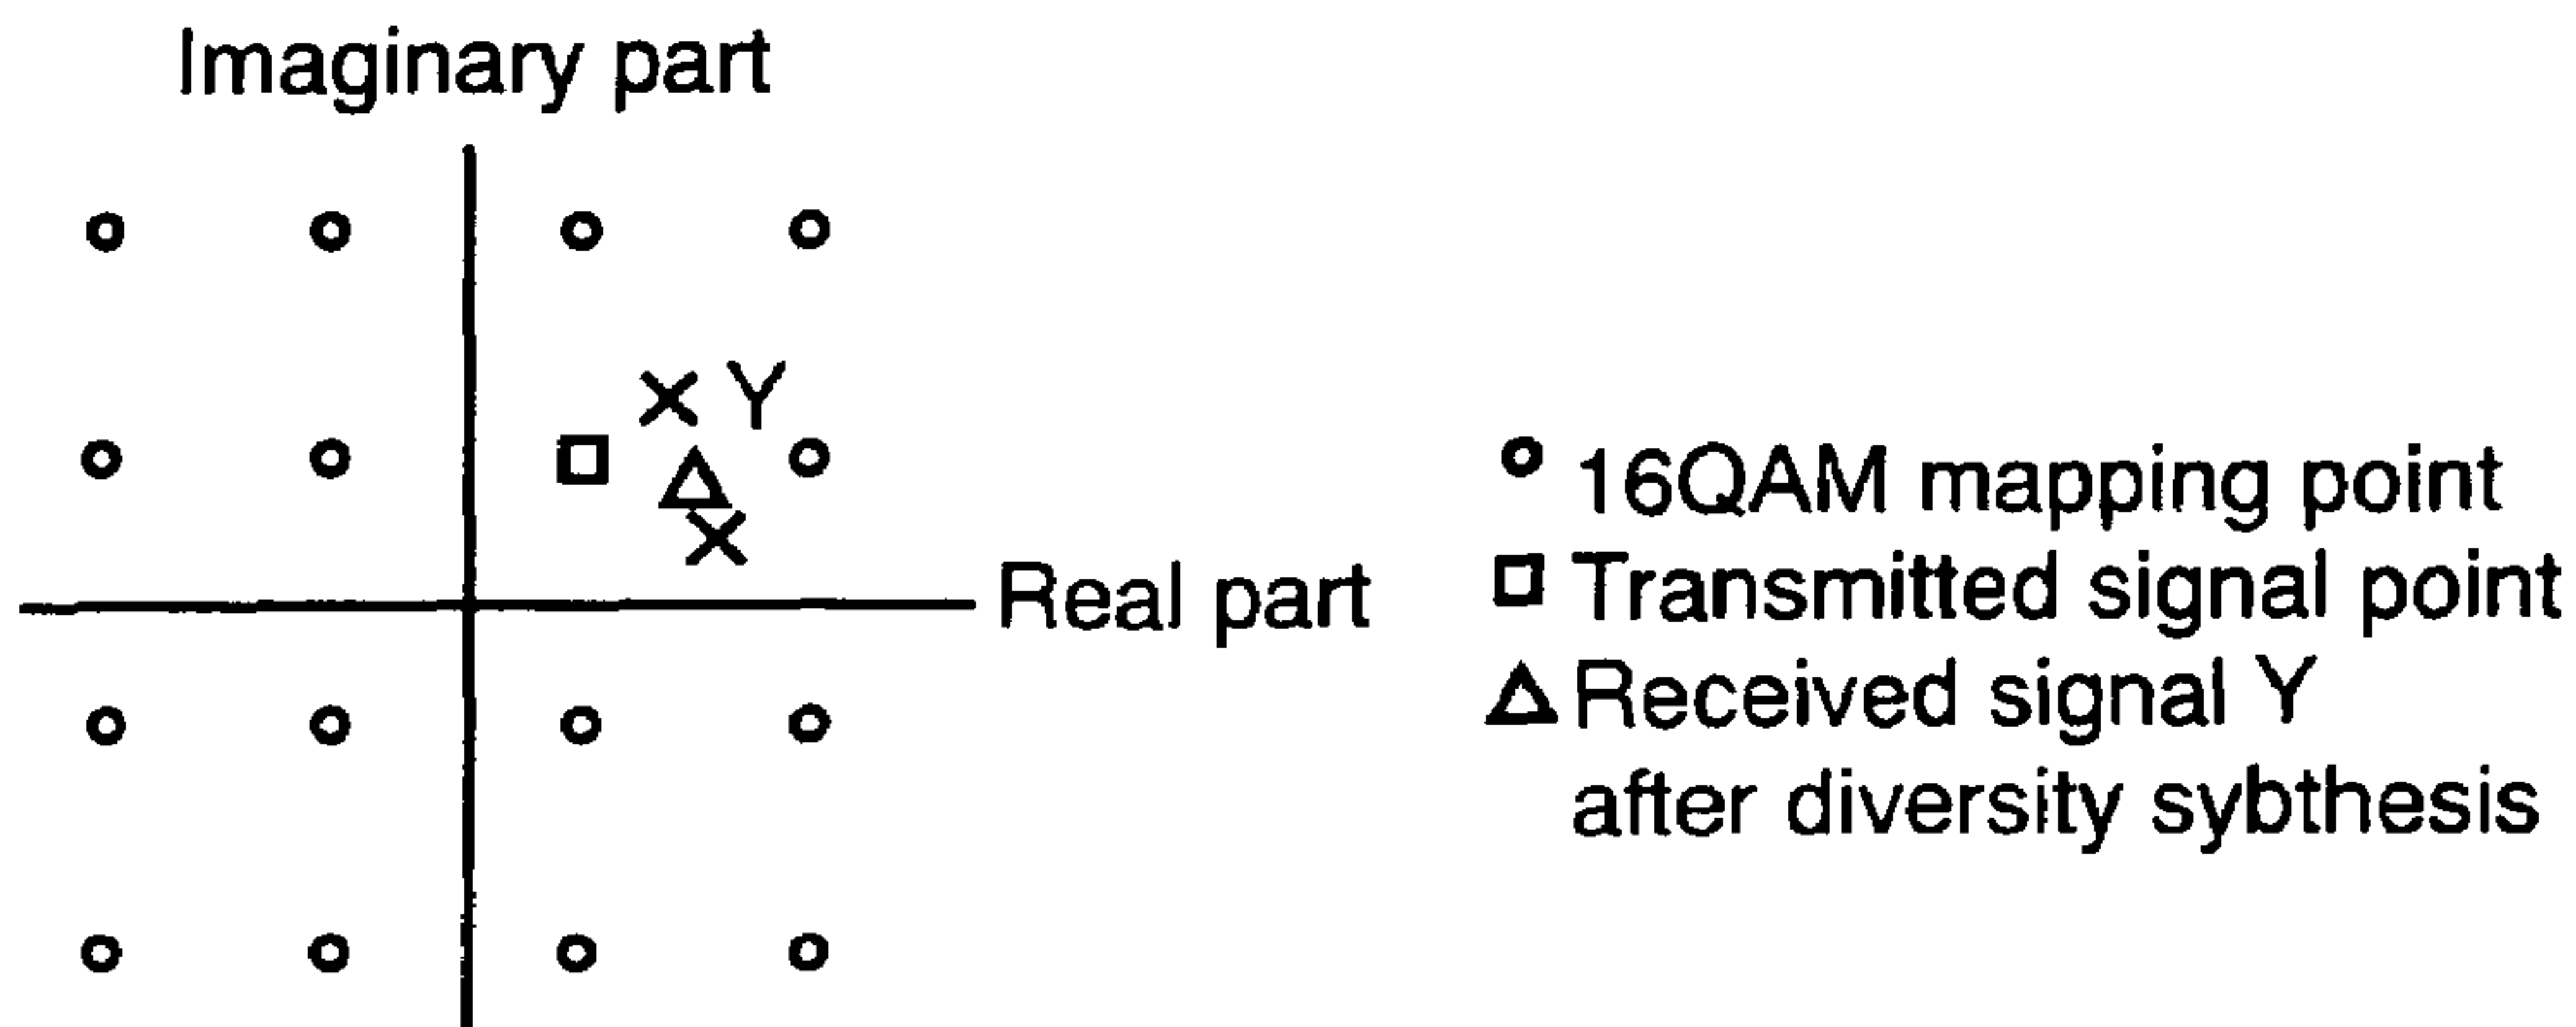 Imaginary part
Y
Real part
16QAM mapping point
Transmitted signal point
Received signal Y
after diversity sybthesis